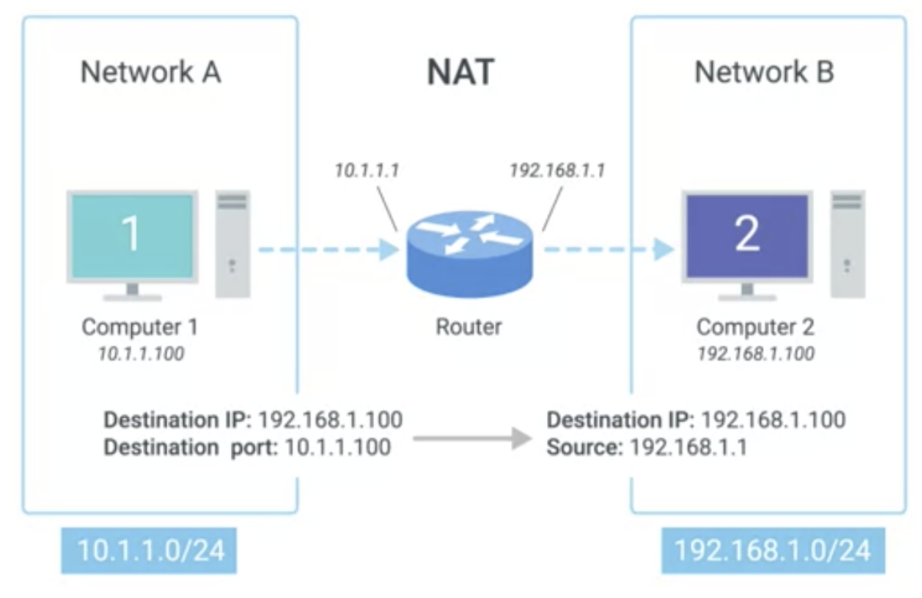 Network A
NAT
Network B
10.1.1.1
192.168.1.1
1
2
Computer 1
10.1.1.100
Router
Computer 2
192.168.1.100
Destination IP: 192.168.1.100
Destination port: 10.1.1.100
Destination IP: 192.168.1.100
Source: 192.168.1.1
10.1.1.0/24
192.168.1.0/24